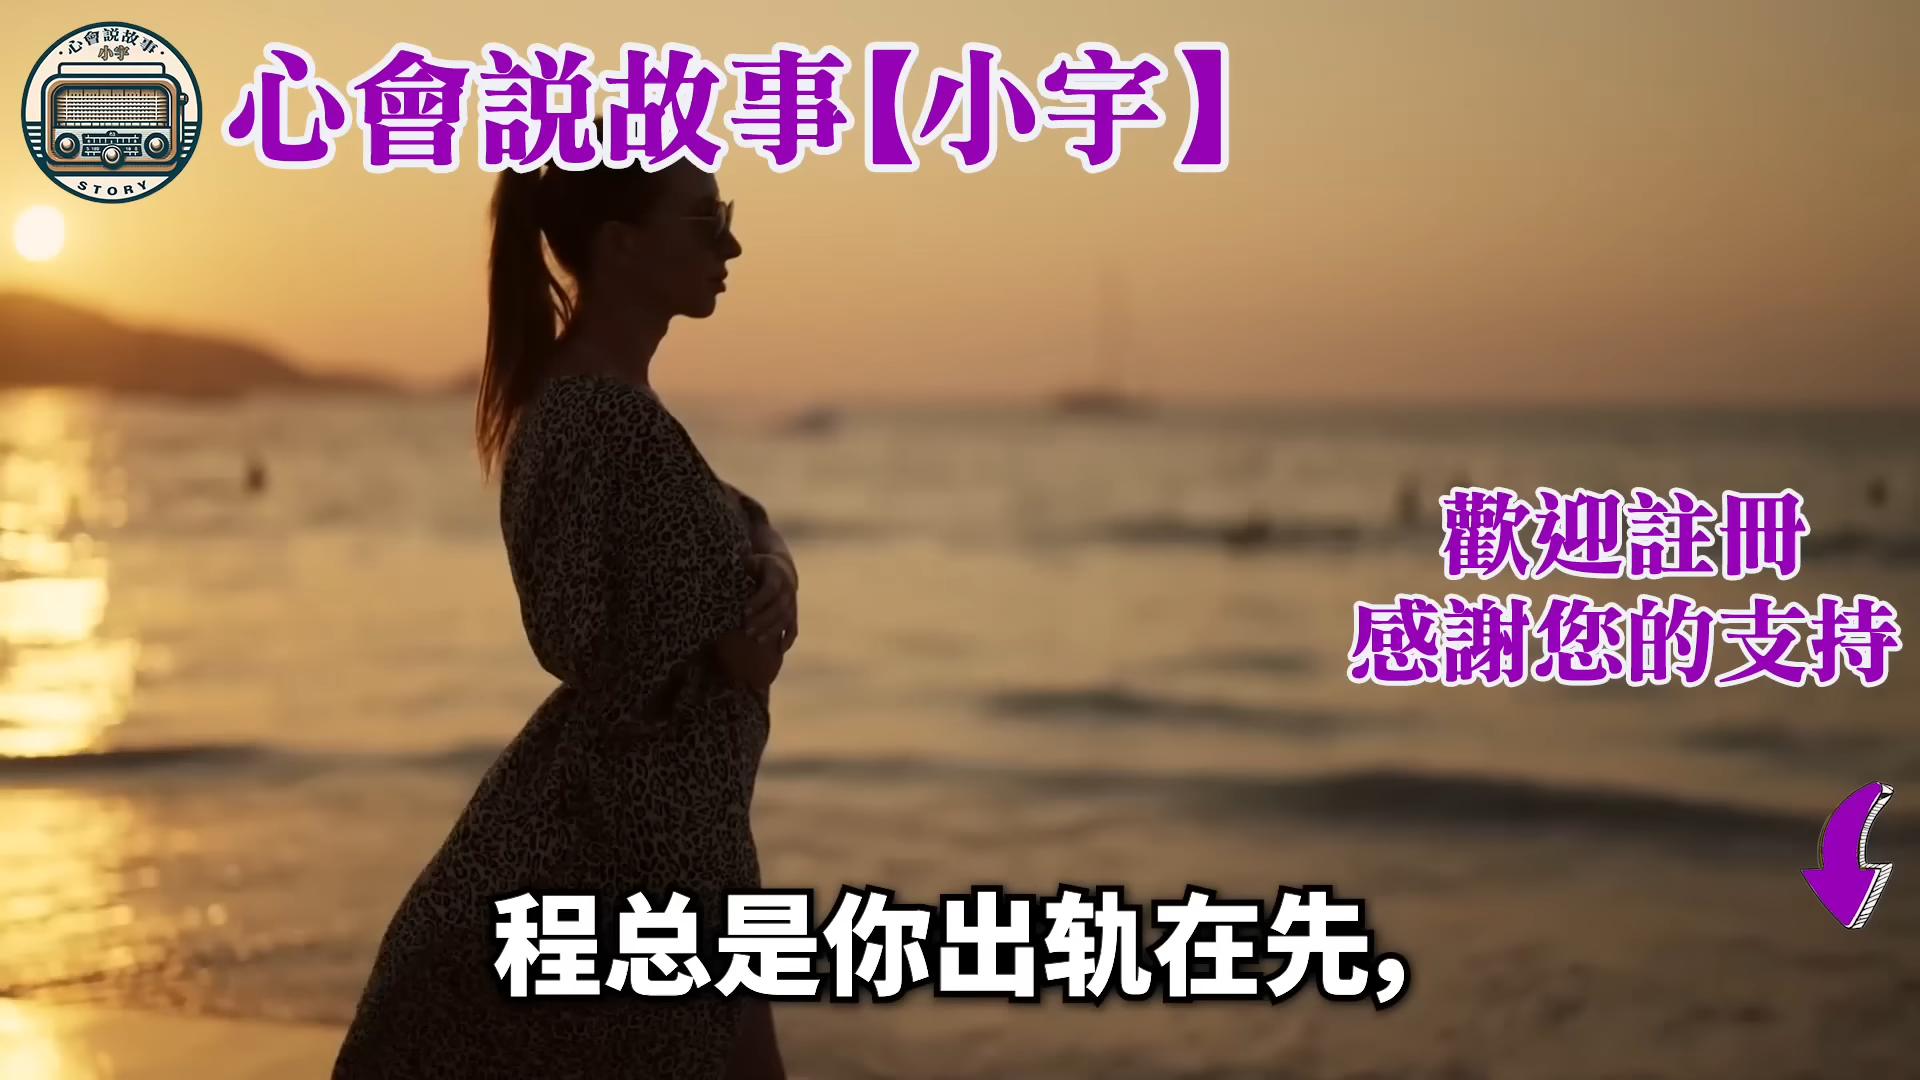 ·心會説故事·
小宇
STORY
心會説故事【小宇】
歡迎註冊
感謝您的支持
程总是你出轨在先,